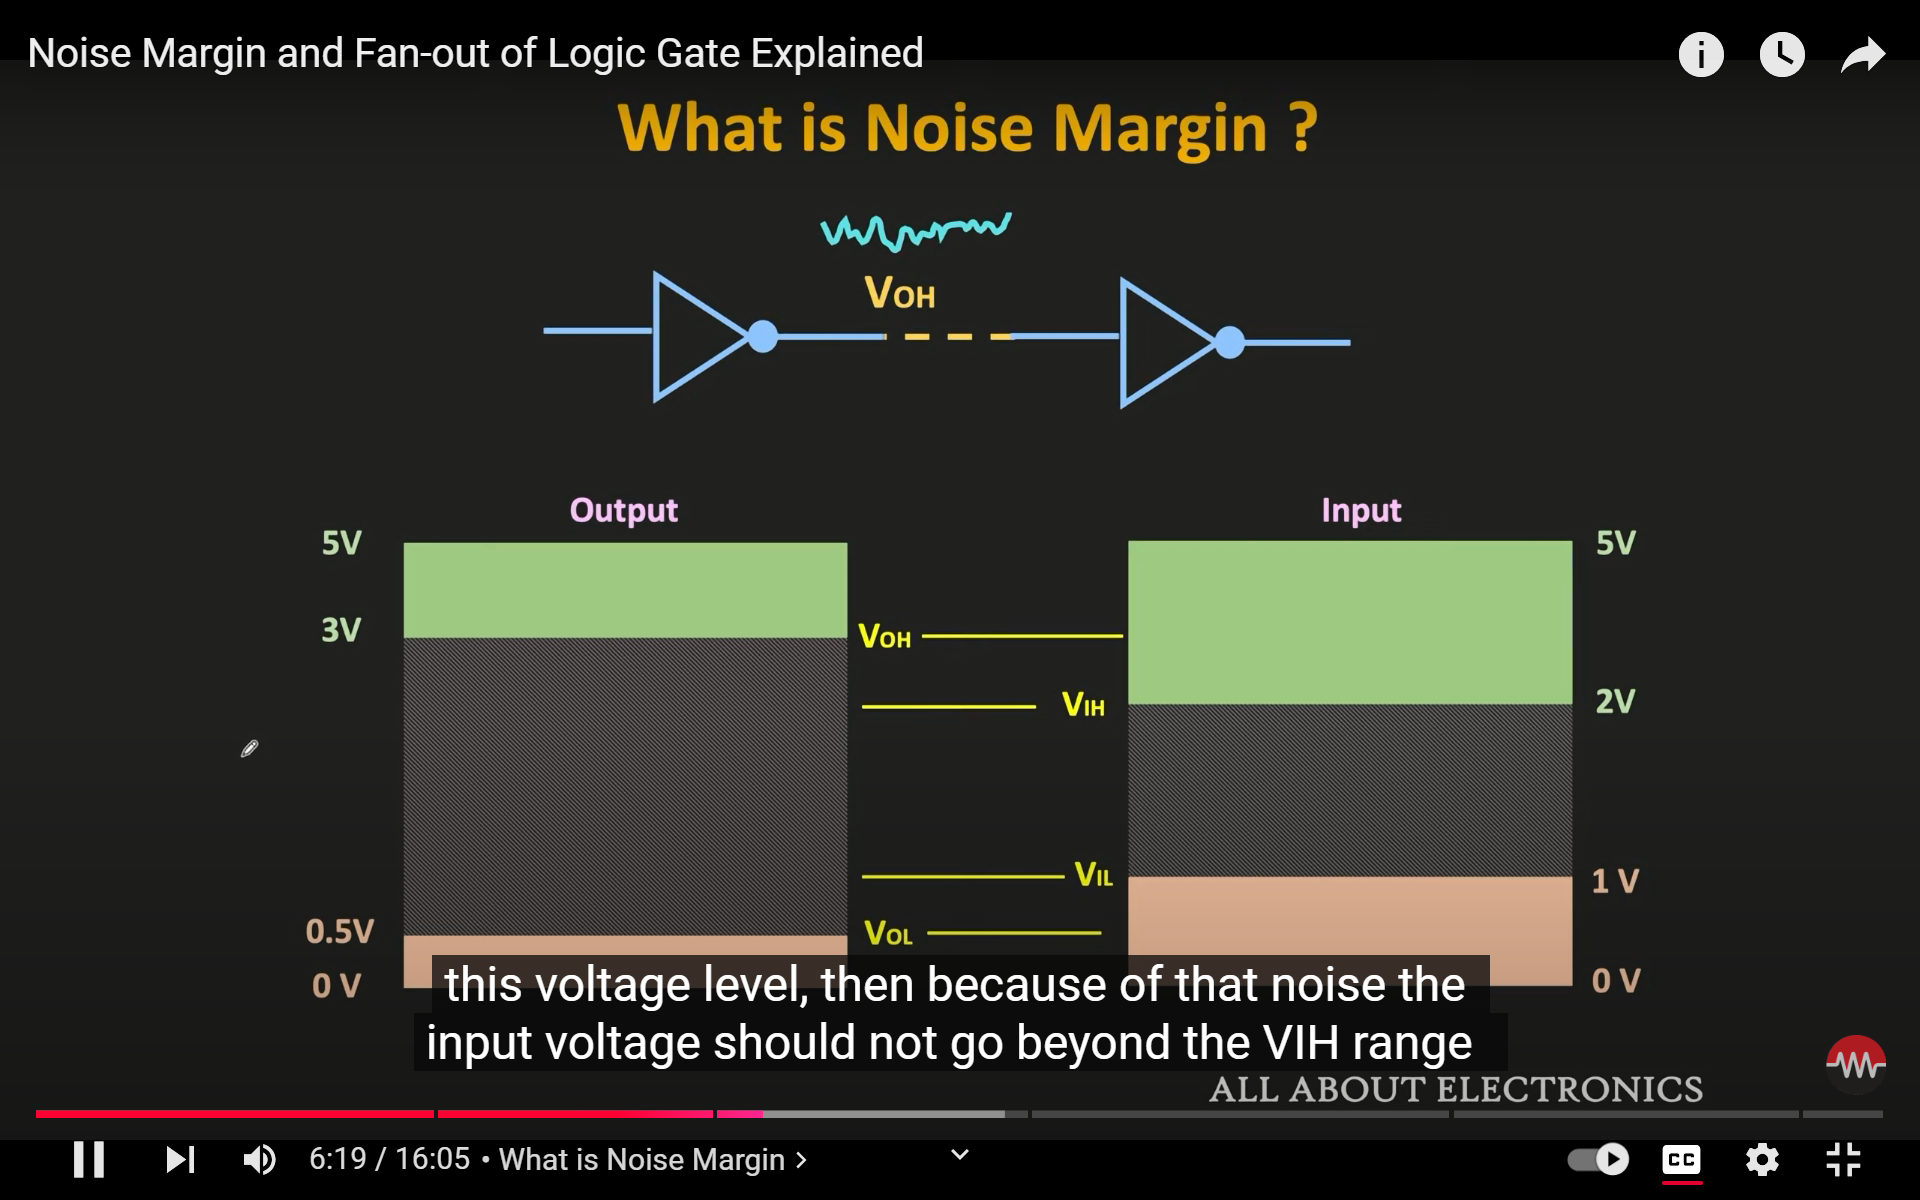 Noise Margin and Fan-out of Logic Gate Explained
What is Noise Margin ?
VOH
Output
Input
5V
5V
3V
VOH
VIH
2V
VIL
1 V
0.5V
VOL
0 V
0 V
this voltage level, then because of that noise the
input voltage should not go beyond the VIH range
ALL ABOUT ELECTRONICS
6:19 / 16:05 • What is Noise Margin >
CC